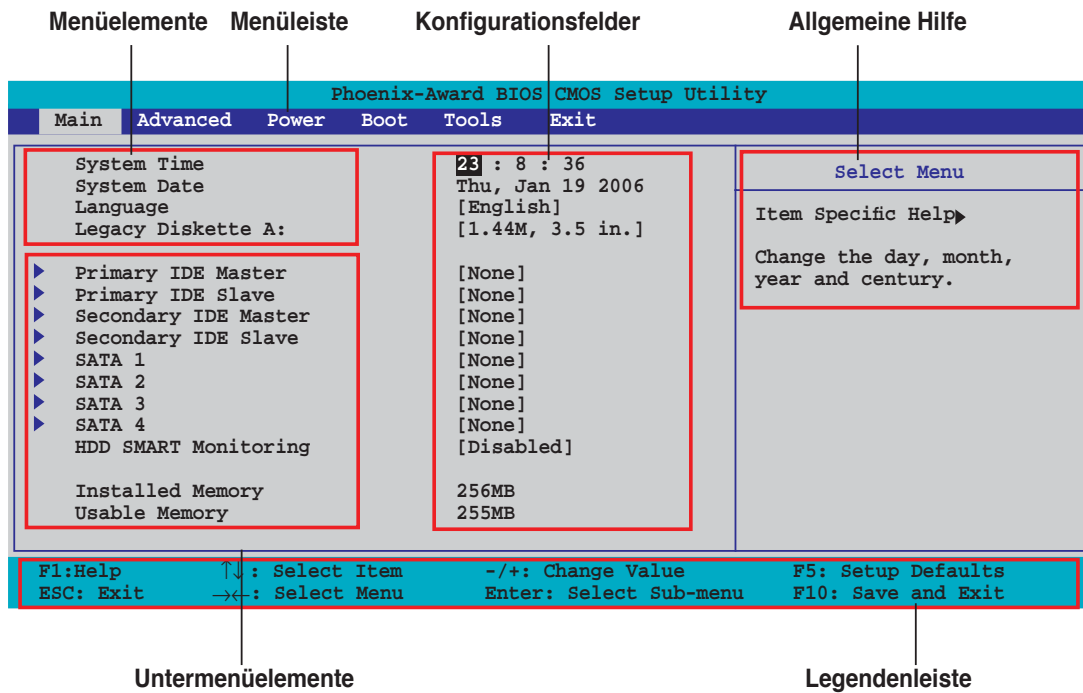 Menüelemente Menüleiste Konfigurationsfelder Allgemeine Hilfe
Phoenix-Award BIOS CMOS Setup Utility
Main Advanced Power Boot Tools Exit
System Time 23 : 8 : 36
System Date Thu, Jan 19 2006
Language [English]
Legacy Diskette A: [1.44M, 3.5 in.]
Primary IDE Master [None]
Primary IDE Slave [None]
Secondary IDE Master [None]
Secondary IDE Slave [None]
SATA 1 [None]
SATA 2 [None]
SATA 3 [None]
SATA 4 [None]
HDD SMART Monitoring [Disabled]
Installed Memory 256MB
Usable Memory 255MB
Select Menu
Item Specific Help
Change the day, month,
year and century.
F1:Help ↑↓: Select Item -/+: Change Value F5: Setup Defaults
ESC: Exit →←: Select Menu Enter: Select Sub-menu F10: Save and Exit
Untermenüelemente Legendenleiste